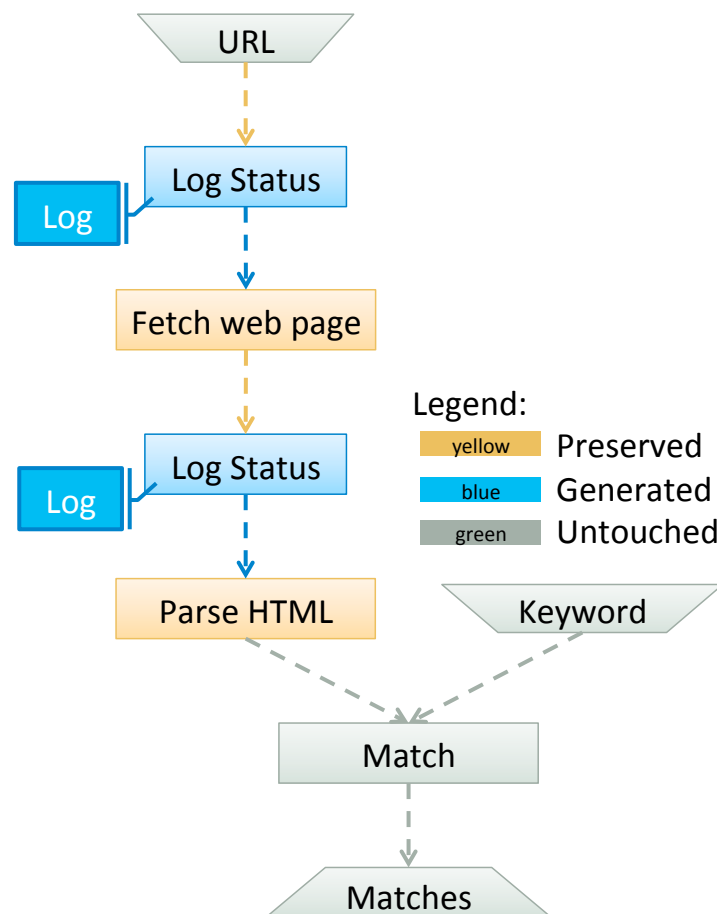 URL
Log Status
Log
Fetch web page
Legend:
yellow Preserved
Log Status
blue Generated
Log
green Untouched
Parse HTML
Keyword
Match
Matches